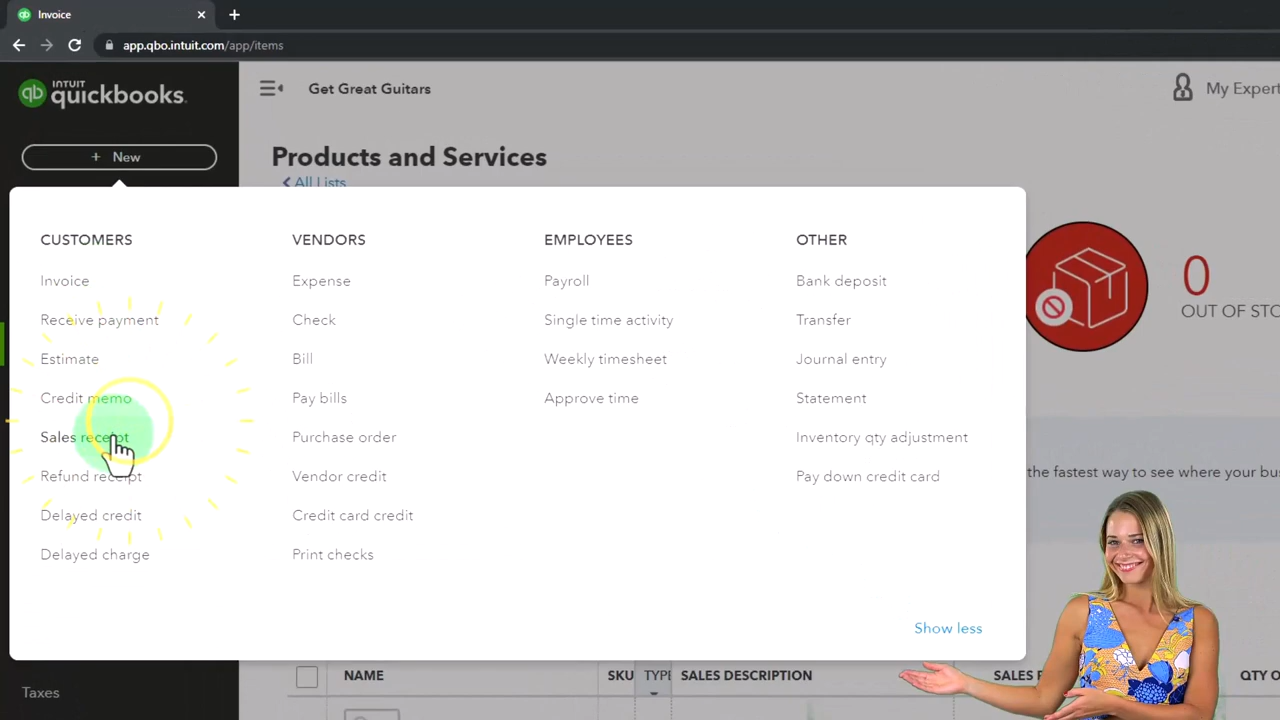 Invoice
app.qbo.intuit.com/app/items
INTUIT
quickbooks.
Get Great Guitars
My Expert
+ New
Products and Services
All Lists
CUSTOMERS
Invoice
Receive payment
Estimate
Credit memo
Sales receipt
Refund receipt
Delayed credit
Delayed charge
VENDORS
Expense
Check
Bill
Pay bills
Purchase order
Vendor credit
Credit card credit
Print checks
EMPLOYEES
Payroll
Single time activity
Weekly timesheet
Approve time
OTHER
Bank deposit
Transfer
Journal entry
Statement
Inventory qty adjustment
Pay down credit card
Show less
0
OUT OF STO
the fastest way to see where your bus
Taxes
NAME SKU TYPE SALES DESCRIPTION SALES P QTY O